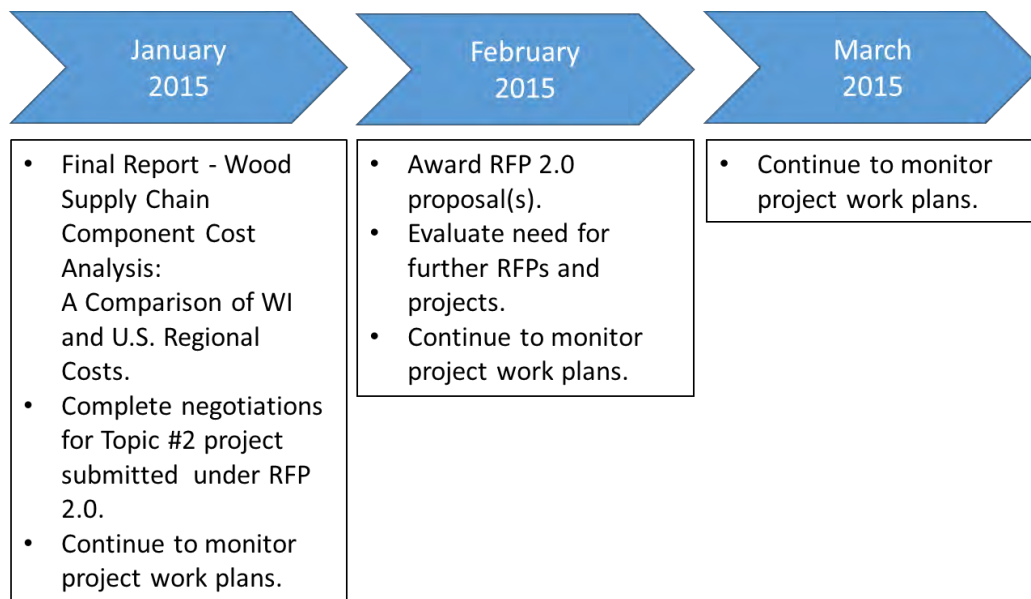 January
2015
February
2015
March
2015
• Final Report - Wood
Supply Chain
Component Cost
Analysis:
A Comparison of WI
and U.S. Regional
Costs.
• Complete negotiations
for Topic #2 project
submitted under RFP
2.0.
• Continue to monitor
project work plans.
• Award RFP 2.0
proposal(s).
• Evaluate need for
further RFPs and
projects.
• Continue to monitor
project work plans.
• Continue to monitor
project work plans.